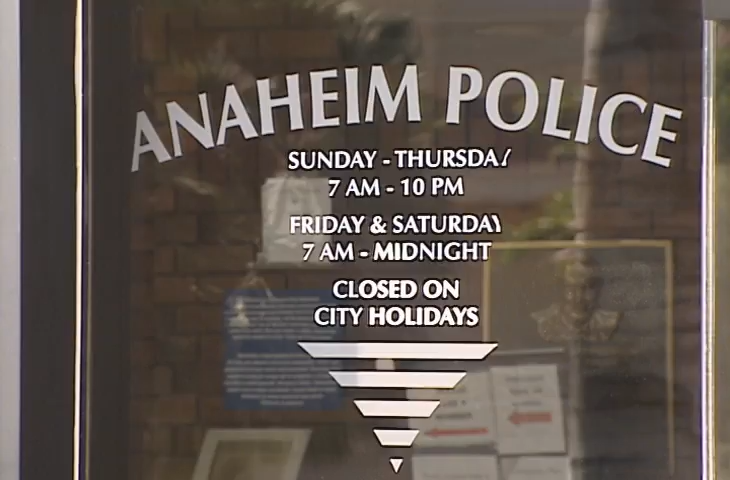 ANAHEIM POLICE
SUNDAY - THURSDAY
7 AM - 10 PM
FRIDAY & SATURDAY
7 AM - MIDNIGHT
CLOSED ON
CITY HOLIDAYS